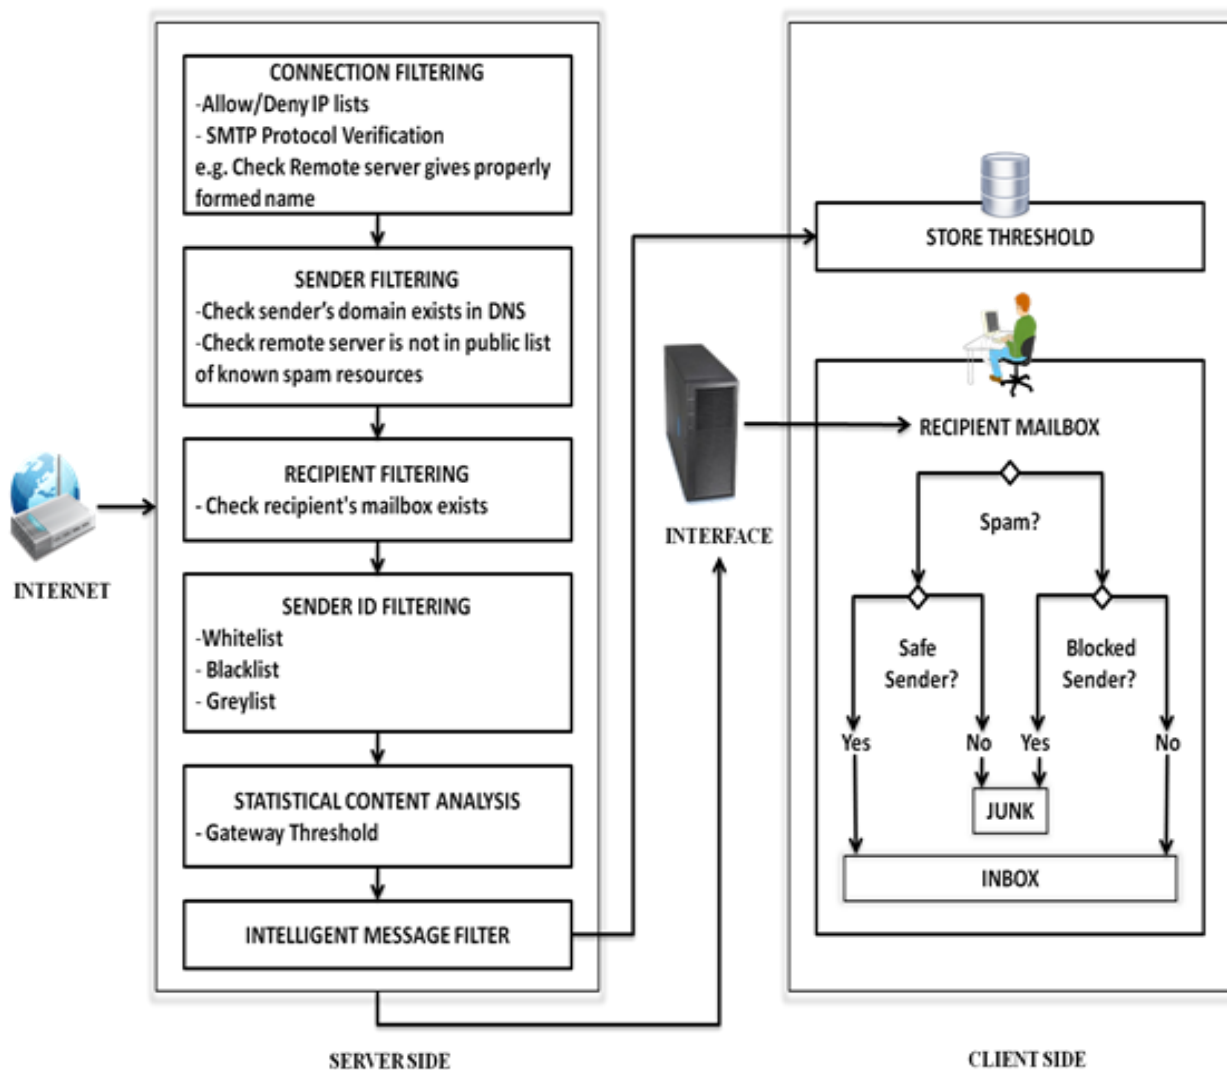 CONNECTION FILTERING
-Allow/Deny IP lists
- SMTP Protocol Verification
e.g. Check Remote server gives properly
formed name
SENDER FILTERING
-Check sender's domain exists in DNS
-Check remote server is not in public list
of known spam resources
RECIPIENT FILTERING
- Check recipient's mailbox exists
INTERNET
SENDER ID FILTERING
-Whitelist
- Blacklist
- Greylist
STATISTICAL CONTENT ANALYSIS
- Gateway Threshold
INTELLIGENT MESSAGE FILTER
SERVER SIDE
INTERFACE
STORE THRESHOLD
RECIPIENT MAILBOX
Spam?
Safe
Sender?
Blocked
Sender?
Yes
No
Yes
No
JUNK
INBOX
CLIENT SIDE